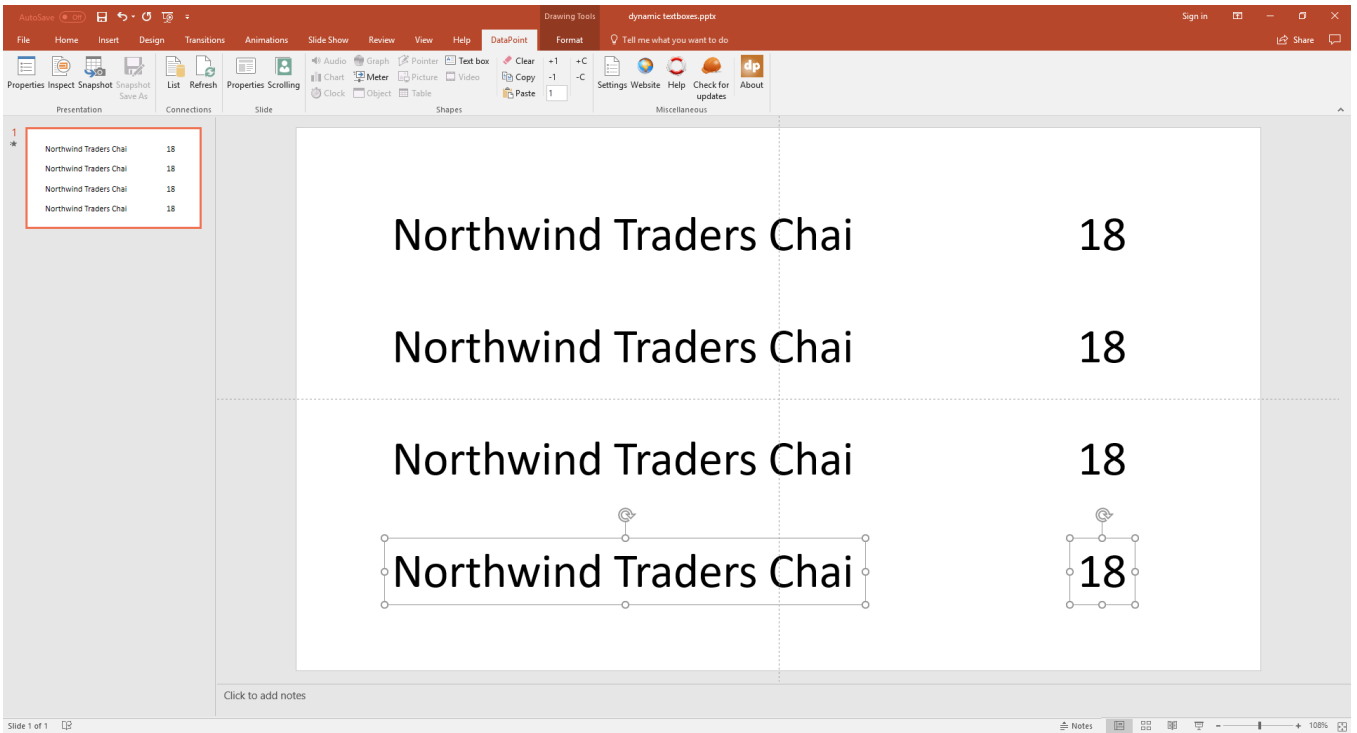 AutoSave Off Drawing Tools dynamic textboxes.pptx Sign in
File Home Insert Design Transitions Animations Slide Show Review View Help DataPoint Format Tell me what you want to do Share
Audio Graph Pointer Text box Clear +1 +C
Chart Meter Picture Video Copy -1 -C
Clock Object Table Paste 1
Properties Inspect Snapshot Snapshot Save As List Refresh Properties Scrolling Settings Website Help Check for updates dp About
Presentation Connections Slide Shapes Miscellaneous
1
Northwind Traders Chai 18
Northwind Traders Chai 18
Northwind Traders Chai 18
Northwind Traders Chai 18
Northwind Traders Chai 18
Northwind Traders Chai 18
Northwind Traders Chai 18
Northwind Traders Chai 18
Click to add notes
Slide 1 of 1 Notes 108%